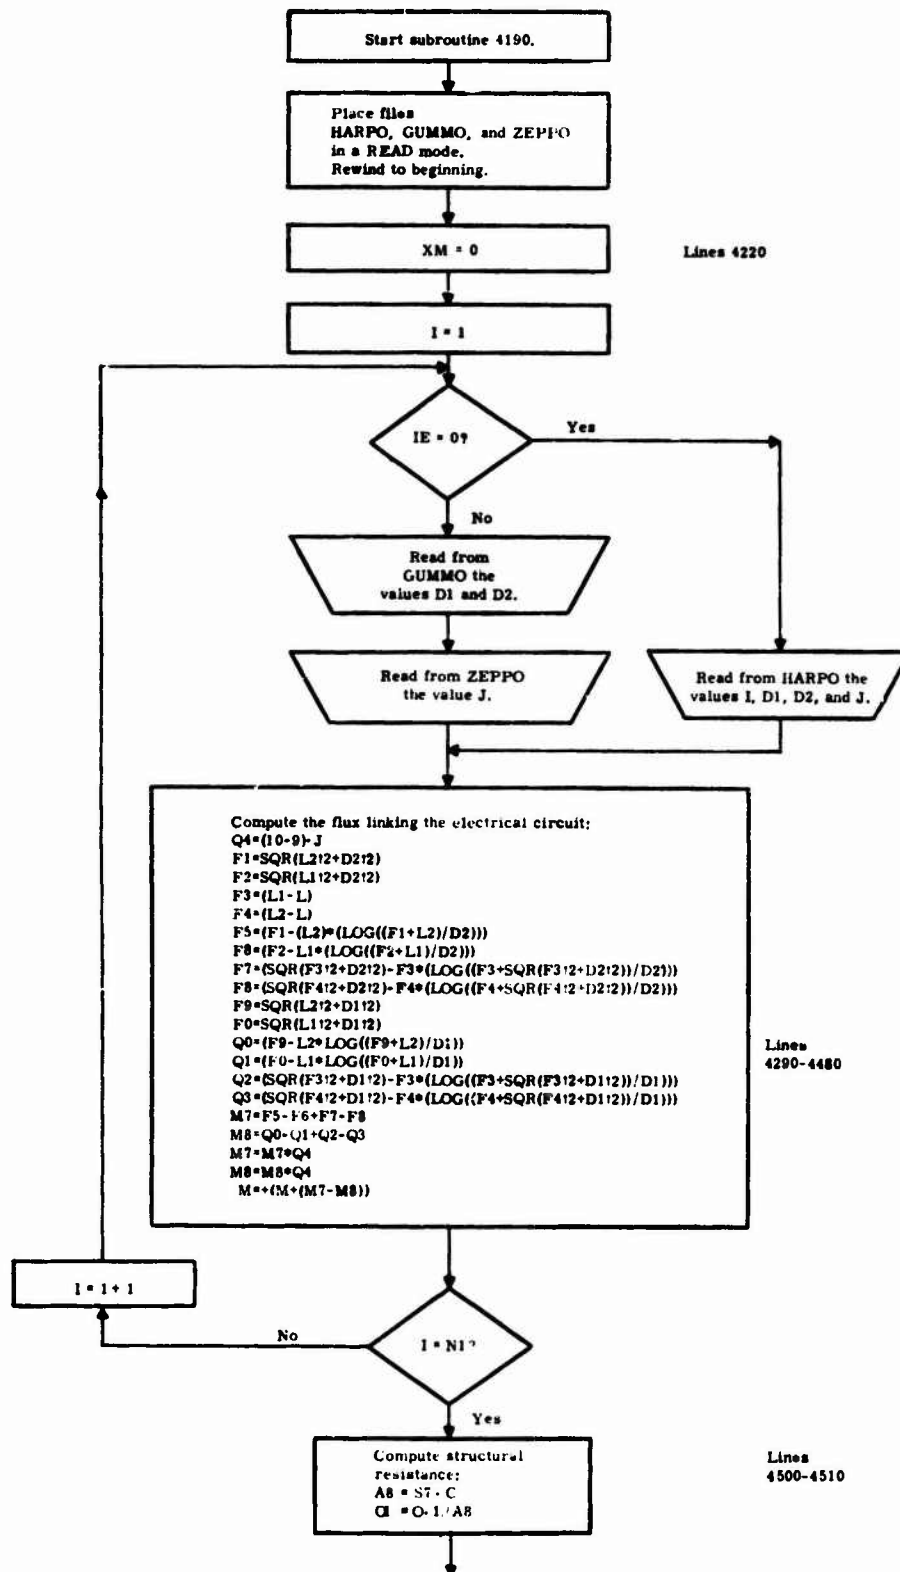 Start subroutine 4190.
Place files
HARPO, GUMMO, and ZEPPO
in a READ mode.
Rewind to beginning.
XM = 0
Lines 4220
I = 1
IE = 0?
Yes
No
Read from
GUMMO the
values D1 and D2.
Read from ZEPPO
the value J.
Read from HARPO the
values I, D1, D2, and J.
Compute the flux linking the electrical circuit:
Q4=(10-9)-J
F1=SQR(L2↑2+D2↑2)
F2=SQR(L1↑2+D2↑2)
F3=(L1-L)
F4=(L2-L)
F5=(F1-(L2)*(LOG((F1+L2)/D2)))
F8=(F2-L1*(LOG((F2+L1)/D2)))
F7=(SQR(F3↑2+D2↑2)-F3*(LOG((F3+SQR(F3↑2+D2↑2))/D2)))
F8=(SQR(F4↑2+D2↑2)-F4*(LOG((F4+SQR(F4↑2+D2↑2))/D2)))
F9=SQR(L2↑2+D1↑2)
F0=SQR(L1↑2+D1↑2)
Q0=(F9-L2*LOG((F9+L2)/D1))
Q1=(F0-L1*LOG((F0+L1)/D1))
Q2=(SQR(F3↑2+D1↑2)-F3*(LOG((F3+SQR(F3↑2+D1↑2))/D1)))
Q3=(SQR(F4↑2+D1↑2)-F4*(LOG((F4+SQR(F4↑2+D1↑2))/D1)))
M7=F5-F6+F7-F8
M8=Q0-Q1+Q2-Q3
M7=M7*Q4
M8=M8*Q4
M=+(M+(M7-M8))
Lines
4290-4480
I = 1 + 1
No
I = N1?
Yes
Compute structural
resistance:
A8 = S7 - C
O1 = O-1/A8
Lines
4500-4510